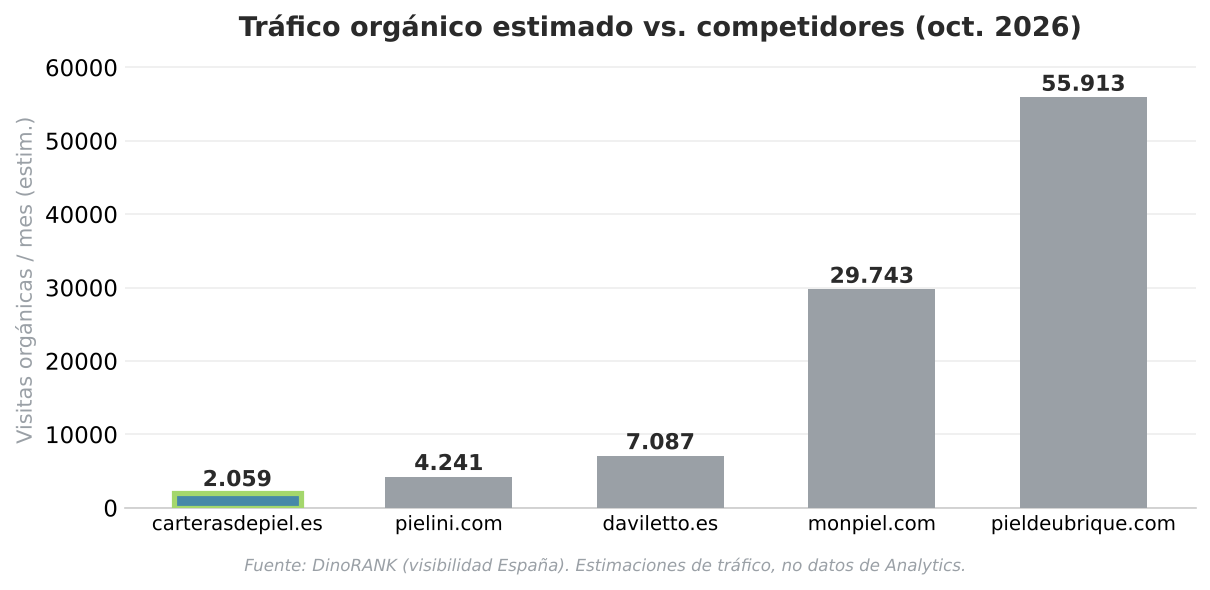 Tráfico orgánico estimado vs. competidores (oct. 2026)
Visitas orgánicas / mes (estim.)
60000
50000
40000
30000
20000
10000
0
2.059
4.241
7.087
29.743
55.913
carterasdepiel.es
pielini.com
daviletto.es
monpiel.com
pieldeubrique.com
Fuente: DinoRANK (visibilidad España). Estimaciones de tráfico, no datos de Analytics.